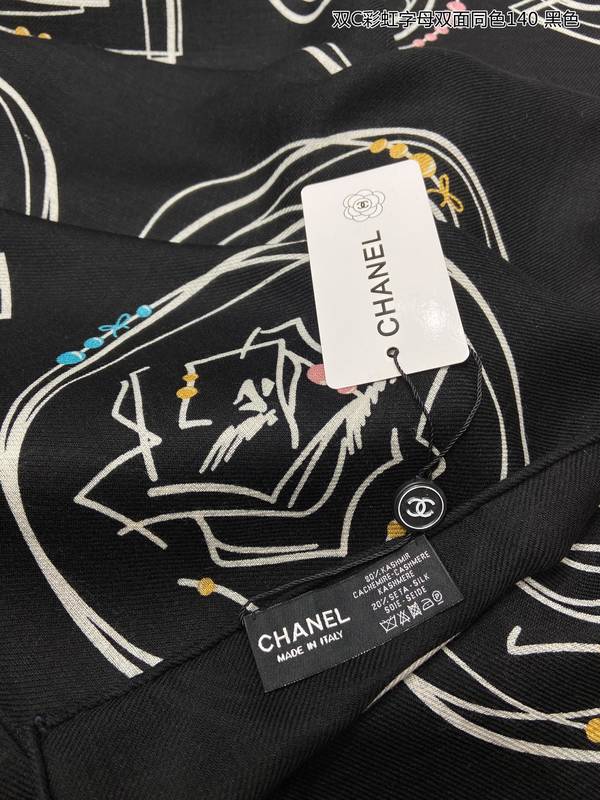 双C彩虹字母双面同色140 黑色
CHANEL
CHANEL
MADE IN ITALY
80% KASHMIR
CACHEMIRE-CASHMERE
KASHMERE
20% SETA-SILK
SOIE-SEIDE